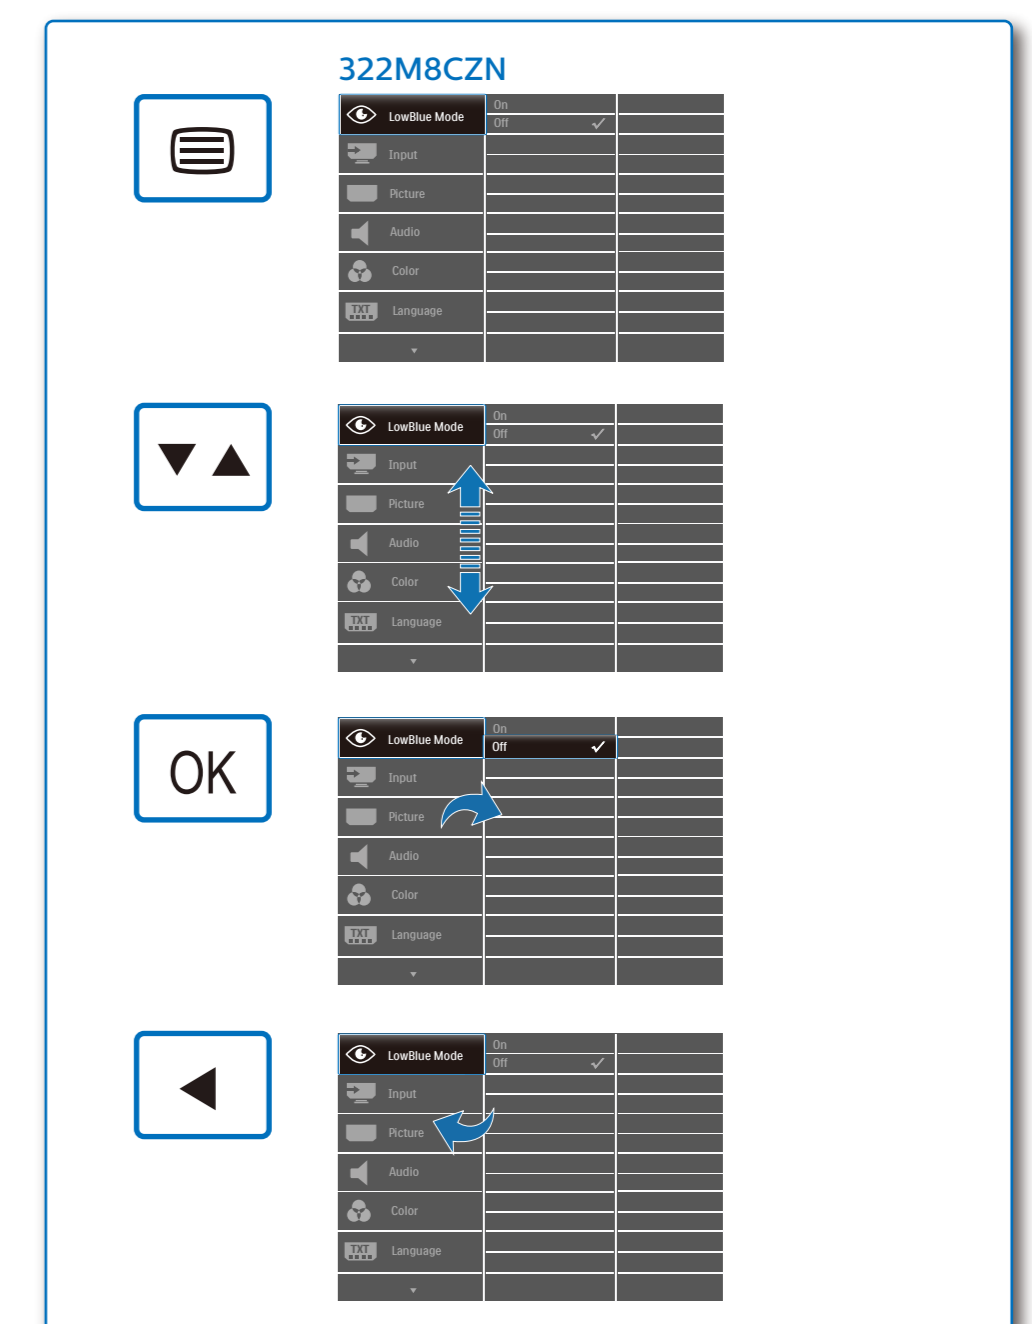 322M8CZN
LowBlue Mode
On
Off
Input
Picture
Audio
Color
TXT
Language
LowBlue Mode
On
Off
Input
Picture
Audio
Color
TXT
Language
OK
LowBlue Mode
On
Off
Input
Picture
Audio
Color
TXT
Language
LowBlue Mode
On
Off
Input
Picture
Audio
Color
TXT
Language